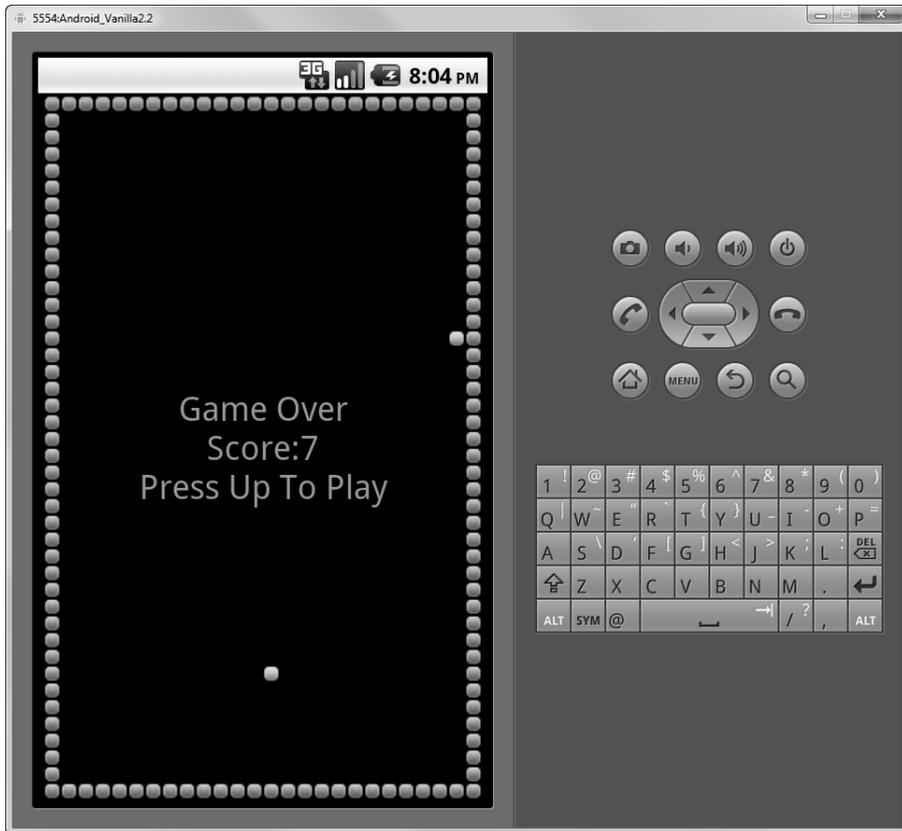 5554:Android_Vanilla2.2
3G 8:04 PM
Game Over
Score:7
Press Up To Play
MENU
1 ! 2 @ 3 # 4 $ 5 % 6 ^ 7 & 8 * 9 ( 0 )
Q | W ~ E " R ` T { Y } U _ I - O + P =
A S \ D ' F [ G ] H < J > K ; L : DEL
Z X C V B N M .
ALT SYM @ / ? , ALT